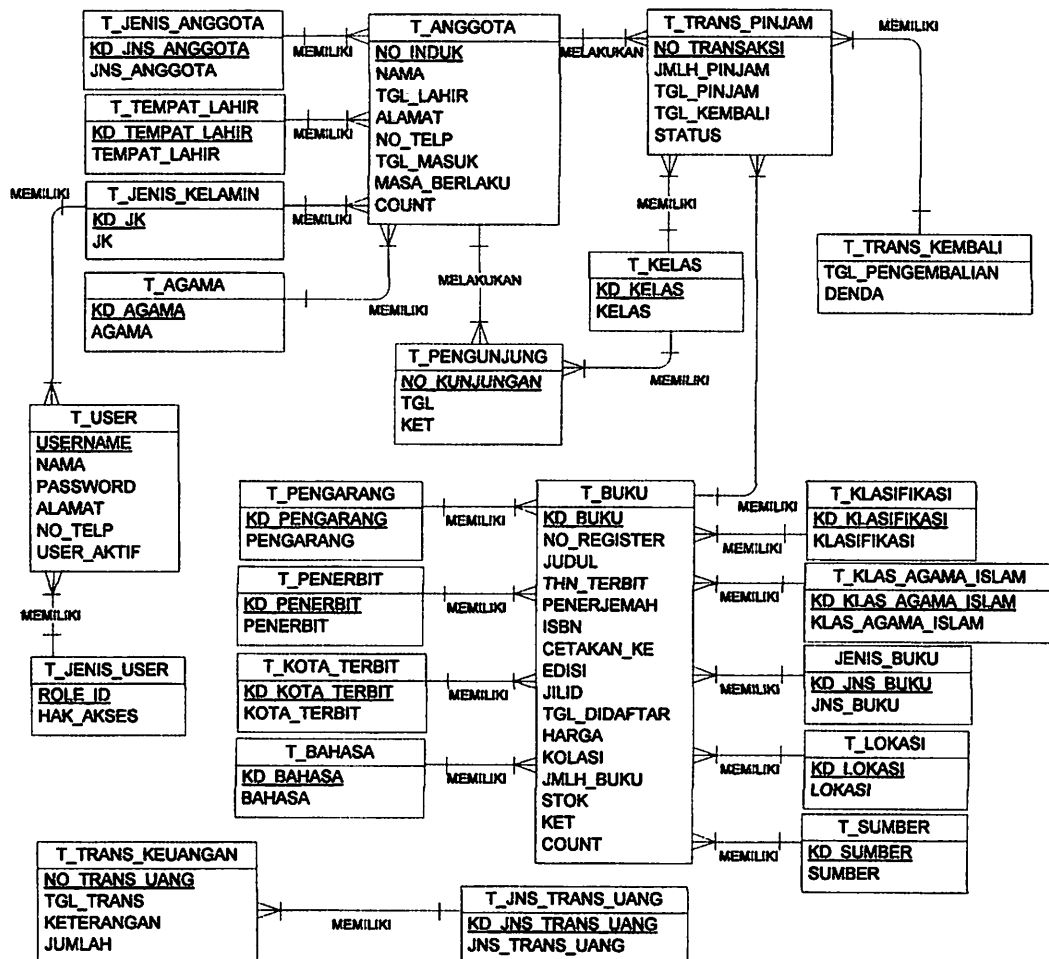 T_JENIS_ANGGOTA
KD_JNS_ANGGOTA
JNS_ANGGOTA
MEMILIKI
T_ANGGOTA
NO_INDUK
NAMA
TGL_LAHIR
ALAMAT
NO_TELP
TGL_MASUK
MASA_BERLAKU
COUNT
MELAKUKAN
T_TRANS_PINJAM
NO_TRANSAKSI
JMLH_PINJAM
TGL_PINJAM
TGL_KEMBALI
STATUS
MEMILIKI
T_TEMPAT_LAHIR
KD_TEMPAT_LAHIR
TEMPAT_LAHIR
MEMILIKI
MEMILIKI
T_JENIS_KELAMIN
KD_JK
JK
MEMILIKI
MEMILIKI
T_TRANS_KEMBALI
TGL_PENGEMBALIAN
DENDA
T_AGAMA
KD_AGAMA
AGAMA
MEMILIKI
MELAKUKAN
T_KELAS
KD_KELAS
KELAS
MEMILIKI
T_PENGUNJUNG
NO_KUNJUNGAN
TGL
KET
T_USER
USERNAME
NAMA
PASSWORD
ALAMAT
NO_TELP
USER_AKTIF
MEMILIKI
T_JENIS_USER
ROLE_ID
HAK_AKSES
T_PENGARANG
KD_PENGARANG
PENGARANG
MEMILIKI
T_BUKU
KD_BUKU
NO_REGISTER
JUDUL
THN_TERBIT
PENERJEMAH
ISBN
CETAKAN_KE
EDISI
JILID
TGL_DIDAFTAR
HARGA
KOLASI
JMLH_BUKU
STOK
KET
COUNT
MEMILIKI
T_KLASIFIKASI
KD_KLASIFIKASI
KLASIFIKASI
MEMILIKI
T_PENERBIT
KD_PENERBIT
PENERBIT
MEMILIKI
T_KLAS_AGAMA_ISLAM
KD_KLAS_AGAMA_ISLAM
KLAS_AGAMA_ISLAM
MEMILIKI
T_KOTA_TERBIT
KD_KOTA_TERBIT
KOTA_TERBIT
MEMILIKI
JENIS_BUKU
KD_JNS_BUKU
JNS_BUKU
MEMILIKI
T_BAHASA
KD_BAHASA
BAHASA
MEMILIKI
T_LOKASI
KD_LOKASI
LOKASI
MEMILIKI
T_SUMBER
KD_SUMBER
SUMBER
MEMILIKI
T_TRANS_KEUANGAN
NO_TRANS_UANG
TGL_TRANS
KETERANGAN
JUMLAH
MEMILIKI
T_JNS_TRANS_UANG
KD_JNS_TRANS_UANG
JNS_TRANS_UANG